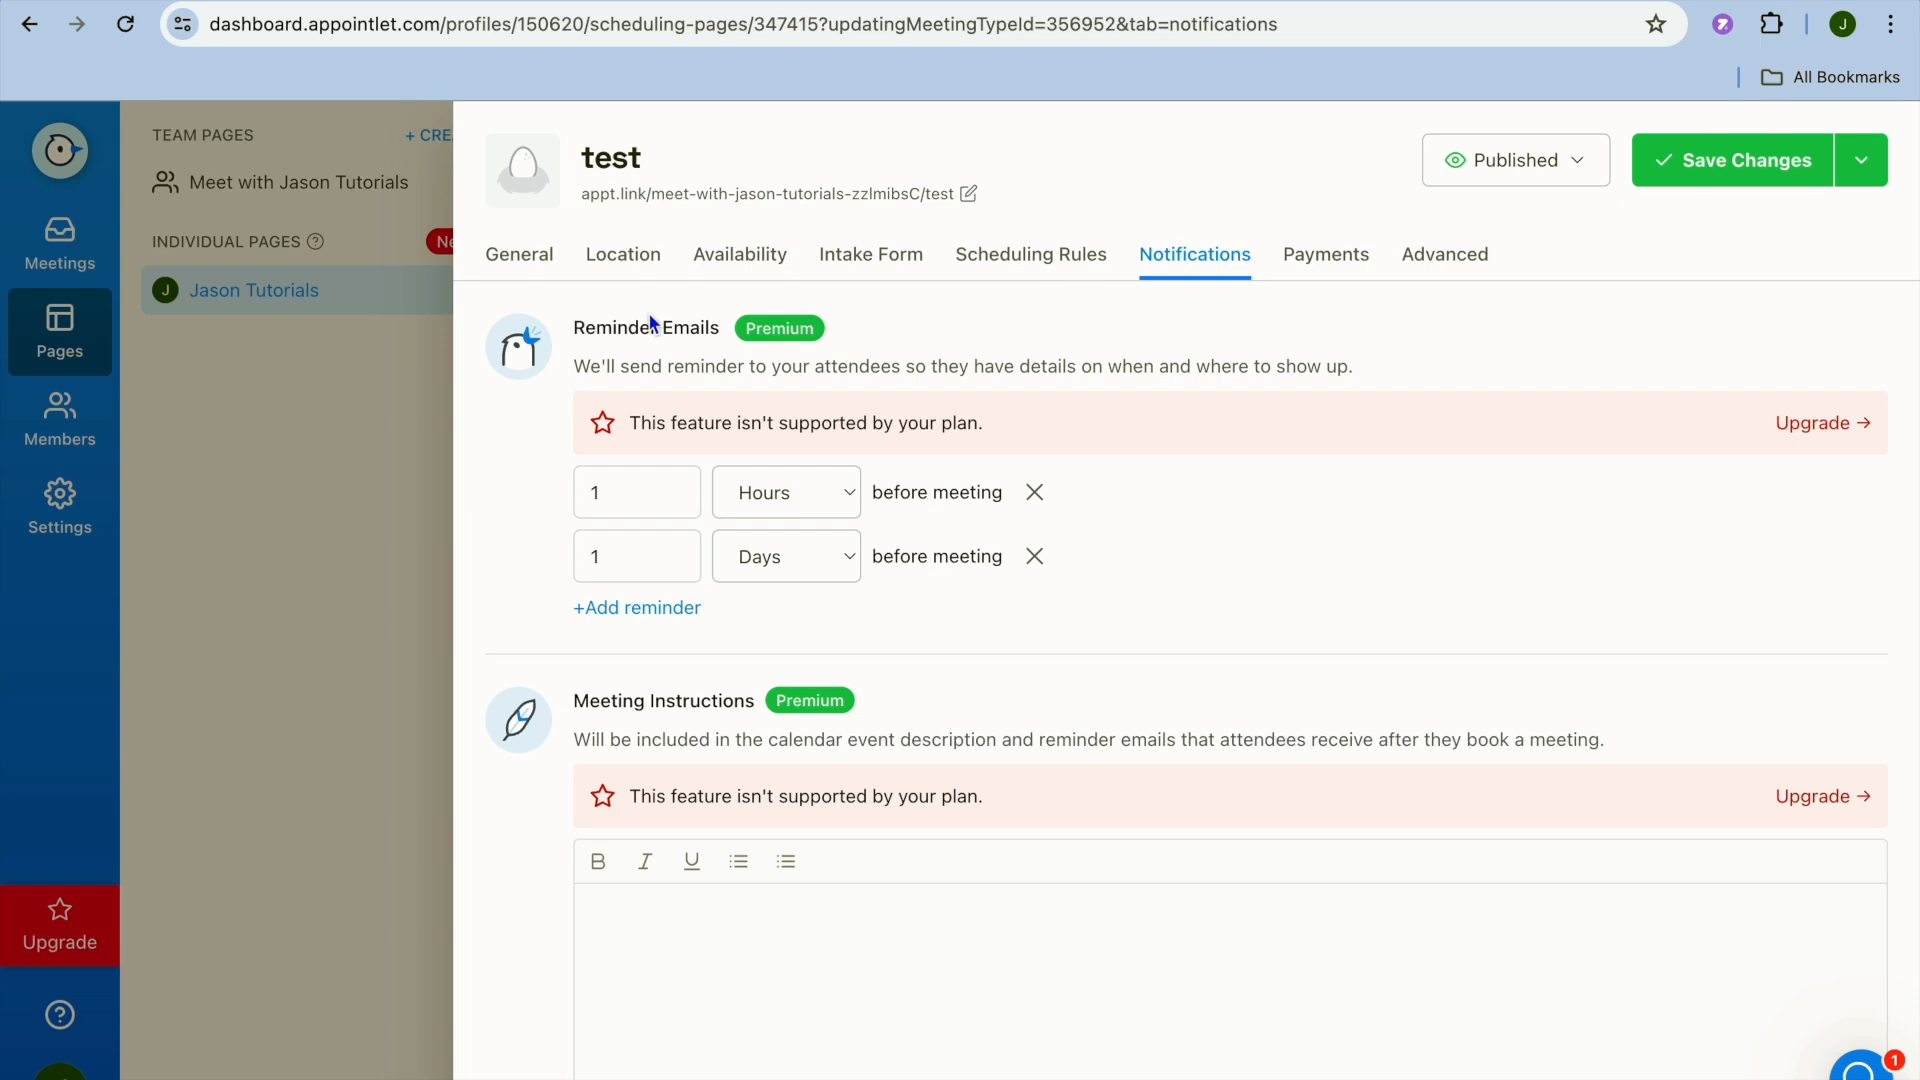 dashboard.appointlet.com/profiles/150620/scheduling-pages/347415?updatingMeetingTypeId=356952&tab=notifications
J
All Bookmarks
TEAM PAGES
+ CREA
Meet with Jason Tutorials
INDIVIDUAL PAGES
Ne
J
Jason Tutorials
Meetings
Pages
Members
Settings
Upgrade
test
appt.link/meet-with-jason-tutorials-zzlmibsC/test
Published
Save Changes
General
Location
Availability
Intake Form
Scheduling Rules
Notifications
Payments
Advanced
Reminder Emails
Premium
We'll send reminder to your attendees so they have details on when and where to show up.
This feature isn't supported by your plan.
Upgrade →
1
Hours
before meeting
1
Days
before meeting
+Add reminder
Meeting Instructions
Premium
Will be included in the calendar event description and reminder emails that attendees receive after they book a meeting.
This feature isn't supported by your plan.
Upgrade →
B I U
1